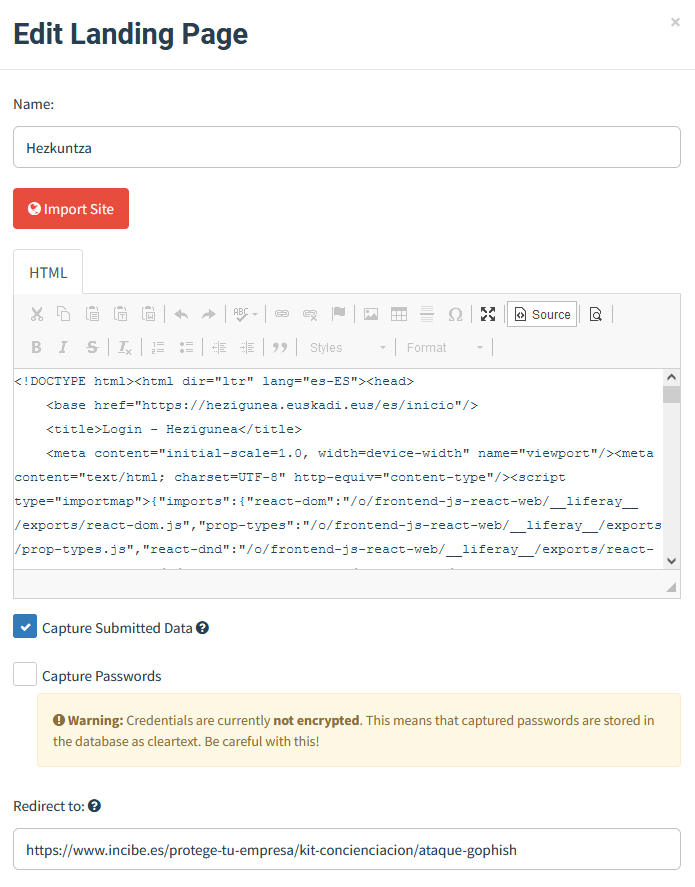 Edit Landing Page
×
Name:
Hezkuntza
Import Site
HTML
ABC
Source
B I S Tx Styles Format
<!DOCTYPE html><html dir="ltr" lang="es-ES"><head>
<base href="https://hezigunea.euskadi.eus/es/inicio"/>
<title>Login - Hezigunea</title>
<meta content="initial-scale=1.0, width=device-width" name="viewport"/><meta
content="text/html; charset=UTF-8" http-equiv="content-type"/><script
type="importmap">{"imports":{"react-dom":"/o/frontend-js-react-web/__liferay__
/exports/react-dom.js","prop-types":"/o/frontend-js-react-web/__liferay__/exports
/prop-types.js","react-dnd":"/o/frontend-js-react-web/__liferay__/exports/react-
Capture Submitted Data
Capture Passwords
Warning: Credentials are currently not encrypted. This means that captured passwords are stored in
the database as cleartext. Be careful with this!
Redirect to:
https://www.incibe.es/protege-tu-empresa/kit-concienciacion/ataque-gophish